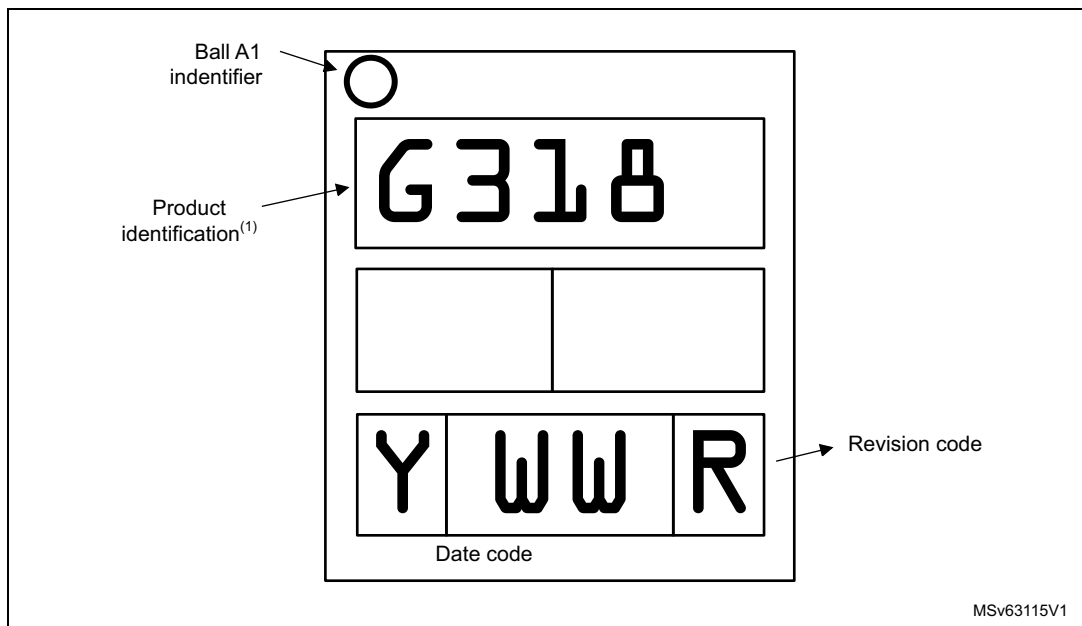 Ball A1
indentifier
G318
Product
identification(1)
Y WW R
Revision code
Date code
MSv63115V1